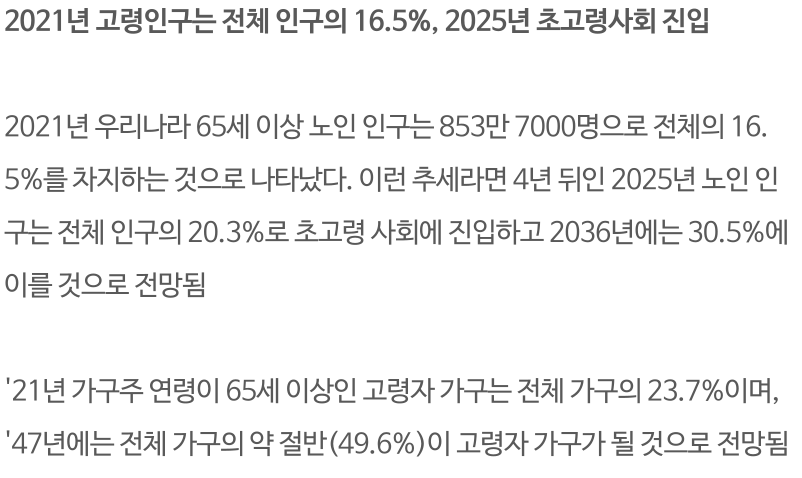 2021년 고령인구는 전체 인구의 16.5%, 2025년 초고령사회 진입
2021년 우리나라 65세 이상 노인 인구는 853만 7000명으로 전체의 16.
5%를 차지하는 것으로 나타났다. 이런 추세라면 4년 뒤인 2025년 노인 인
구는 전체 인구의 20.3%로 초고령 사회에 진입하고 2036년에는 30.5%에
이를 것으로 전망됨
'21년 가구주 연령이 65세 이상인 고령자 가구는 전체 가구의 23.7%이며,
'47년에는 전체 가구의 약 절반(49.6%)이 고령자 가구가 될 것으로 전망됨